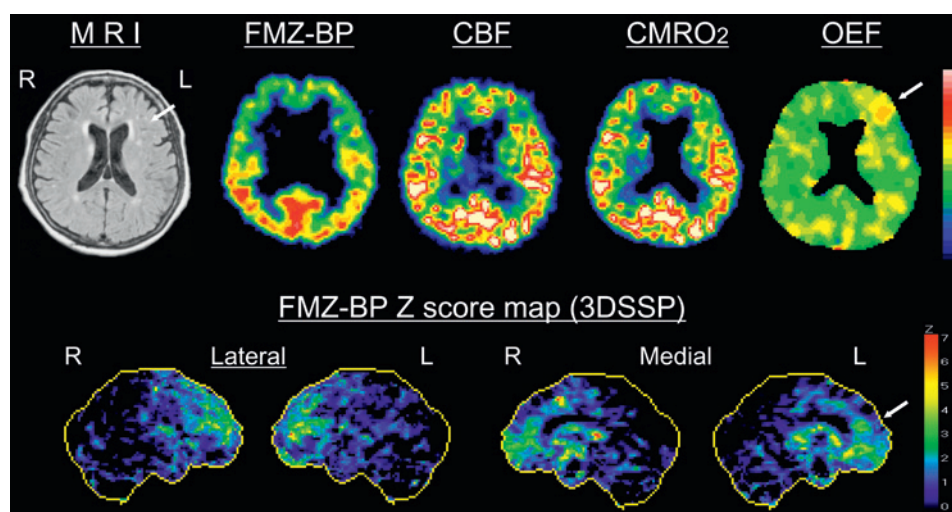 M R I FMZ-BP CBF CMRO2 OEF
R L
FMZ-BP Z score map (3DSSP)
R Lateral L R Medial L
Z
7
6
5
4
3
2
1
0